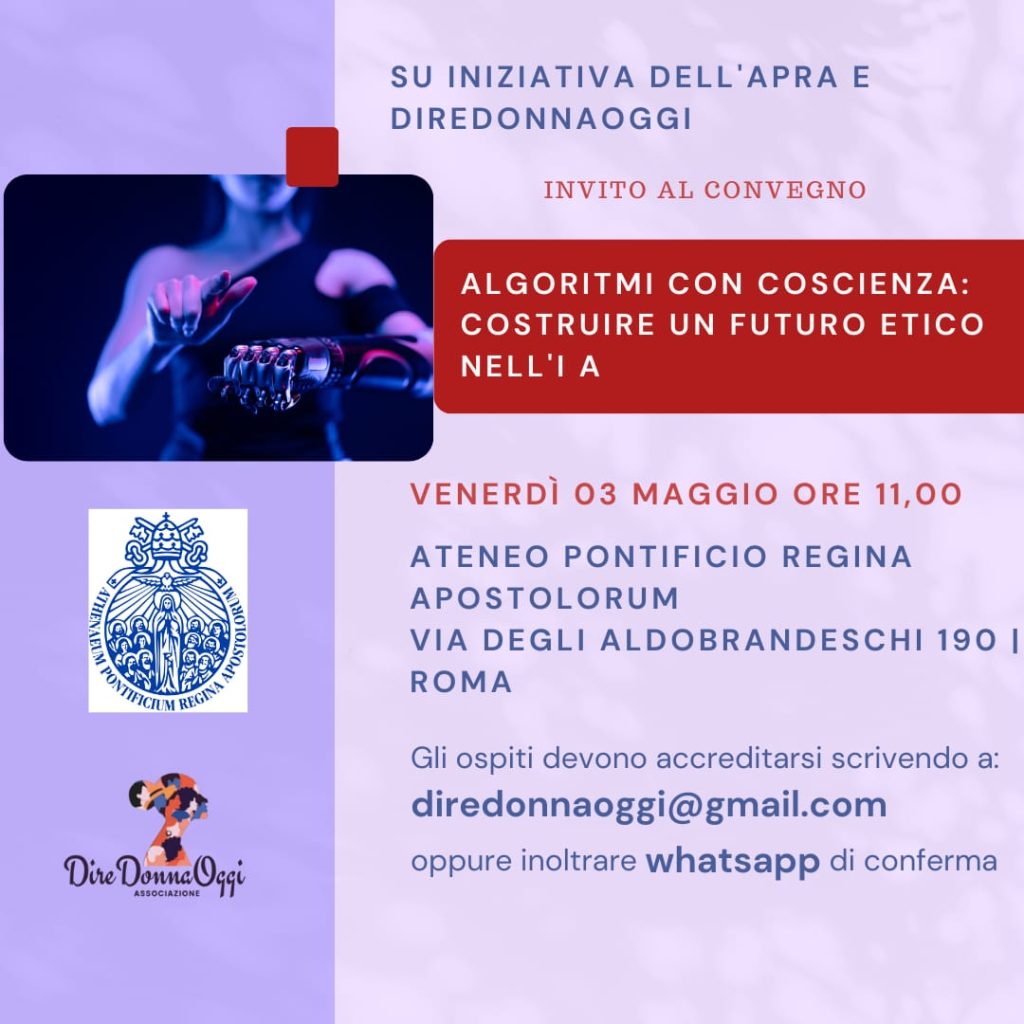 SU INIZIATIVA DELL'APRA E
DIREDONNAOGGI
INVITO AL CONVEGNO
ALGORITMI CON COSCIENZA:
COSTRUIRE UN FUTURO ETICO
NELL'I A
VENERDÌ 03 MAGGIO ORE 11,00
ATENEO PONTIFICIO REGINA
APOSTOLORUM
VIA DEGLI ALDOBRANDESCHI 190 |
ROMA
Gli ospiti devono accreditarsi scrivendo a:
diredonnaoggi@gmail.com
oppure inoltrare whatsapp di conferma
ATHENAEUM PONTIFICIUM REGINA APOSTOLORUM
DireDonnaOggi
ASSOCIAZIONE